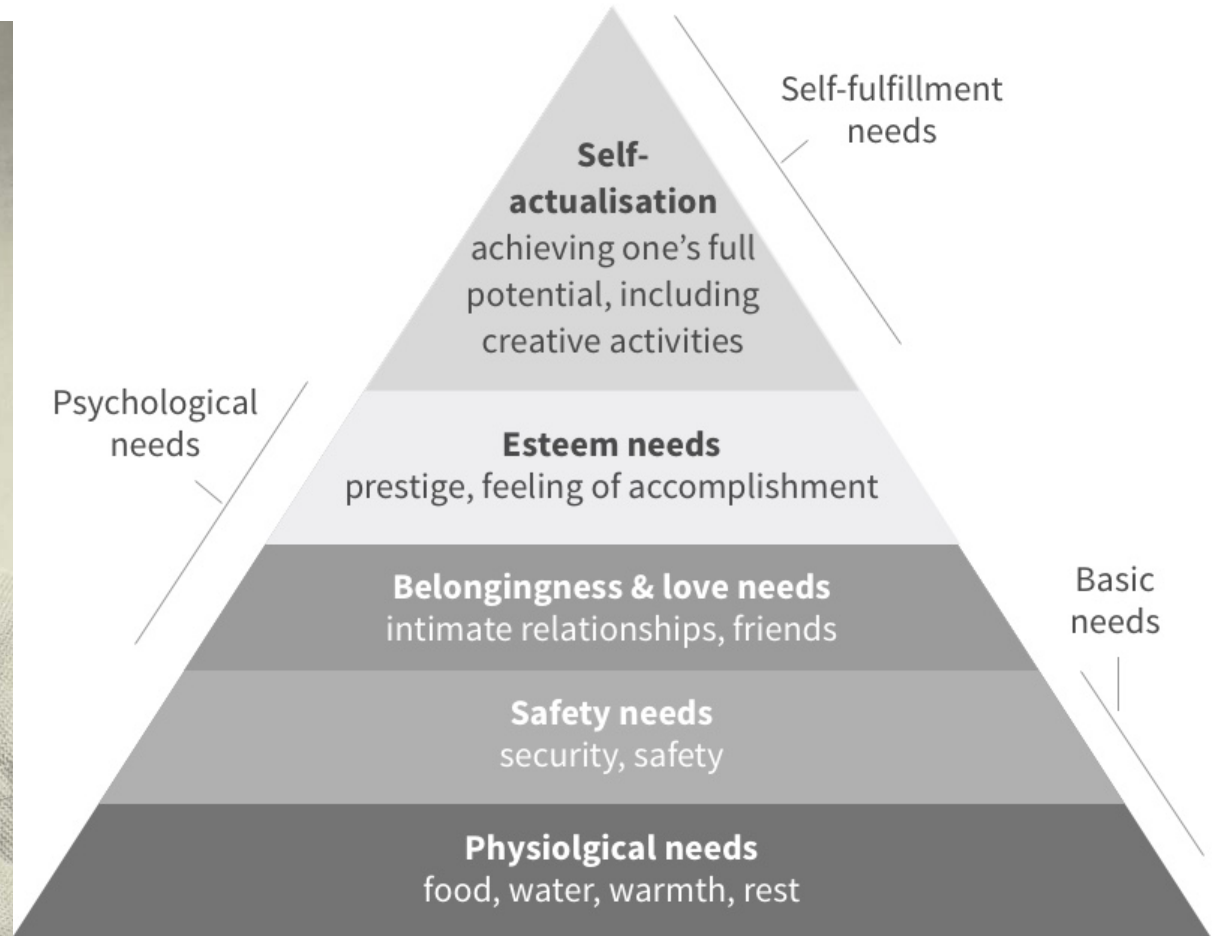 Self-fulfillment
needs
Self-
actualisation
achieving one’s full
potential, including
creative activities
Psychological
needs
Esteem needs
prestige, feeling of accomplishment
Belongingness & love needs
intimate relationships, friends
Basic
needs
Safety needs
security, safety
Physiolgical needs
food, water, warmth, rest